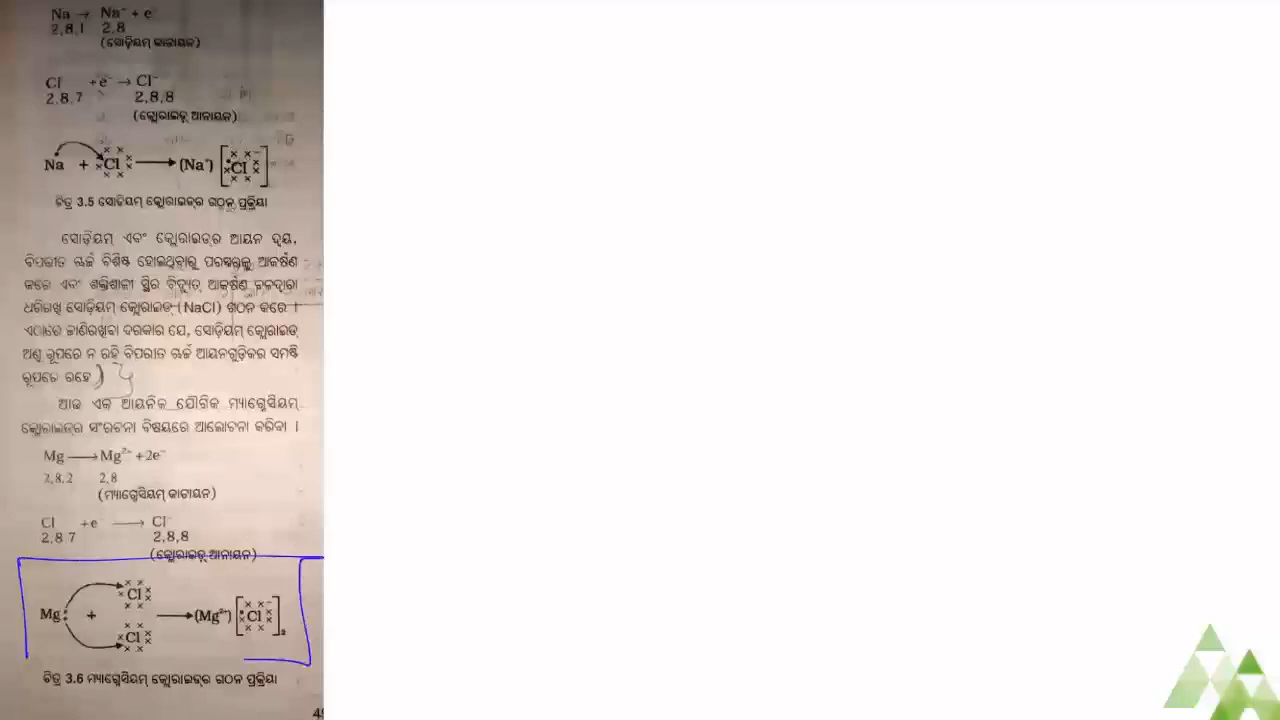 Na → Na⁺ + e
2,8,1 2,8
(ସୋଡ଼ିୟମ୍ କାଟାୟନ)
Cl + e⁻ → Cl⁻
2,8,7 2,8,8
(କ୍ଲୋରାଇଡ୍ ଆନାୟନ)
Na + Cl → (Na⁺) [Cl]⁻
ଚିତ୍ର 3.5 ସୋଡ଼ିୟମ୍ କ୍ଲୋରାଇଡ୍‌ର ଗଠନ ପ୍ରକ୍ରିୟା
ସୋଡ଼ିୟମ୍ ଏବଂ କ୍ଲୋରାଇଡ୍‌ର ଆୟନ ଦ୍ୱୟ,
ବିପରୀତ ଚାର୍ଜ ବିଶିଷ୍ଟ ହୋଇଥିବାରୁ ପରସ୍ପରକୁ ଆକର୍ଷଣ
କରେ ଏବଂ ଶକ୍ତିଶାଳୀ ସ୍ଥିର ବିଦ୍ୟୁତ୍ ଆକର୍ଷଣ ବଳଦ୍ୱାରା
ଧରିରଖି ସୋଡ଼ିୟମ୍ କ୍ଲୋରାଇଡ୍ (NaCl) ଗଠନ କରେ ।
ଏଠାରେ ଜାଣିରଖିବା ଦରକାର ଯେ, ସୋଡ଼ିୟମ୍ କ୍ଲୋରାଇଡ୍
ଅଣୁ ରୂପରେ ନ ରହି ବିପରୀତ ଚାର୍ଜ ଆୟନଗୁଡ଼ିକର ସମଷ୍ଟି
ରୂପରେ ରହେ )
ଆଉ ଏକ ଆୟନିକ ଯୌଗିକ ମ୍ୟାଗ୍ନେସିୟମ୍
କ୍ଲୋରାଇଡ୍‌ର ସଂରଚନା ବିଷୟରେ ଆଲୋଚନା କରିବା ।
Mg → Mg²⁺ + 2e⁻
2,8,2 2,8
(ମ୍ୟାଗ୍ନେସିୟମ୍ କାଟାୟନ)
Cl + e → Cl⁻
2,8,7 2,8,8
(କ୍ଲୋରାଇଡ୍ ଆନାୟନ)
Cl
Mg + → (Mg²⁺) [Cl]⁻₂
Cl
ଚିତ୍ର 3.6 ମ୍ୟାଗ୍ନେସିୟମ୍ କ୍ଲୋରାଇଡ୍‌ର ଗଠନ ପ୍ରକ୍ରିୟା